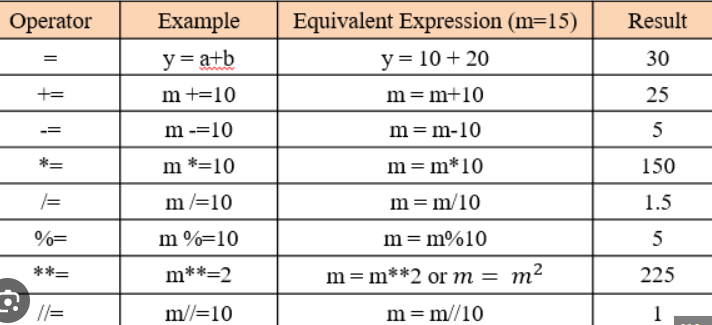 Operator Example Equivalent Expression (m=15) Result
= y = a+b y = 10 + 20 30
+= m +=10 m = m+10 25
-= m -=10 m = m-10 5
*= m *=10 m = m*10 150
/= m /=10 m = m/10 1.5
%= m %=10 m = m%10 5
**= m**=2 m = m**2 or m = m² 225
//= m//=10 m = m//10 1